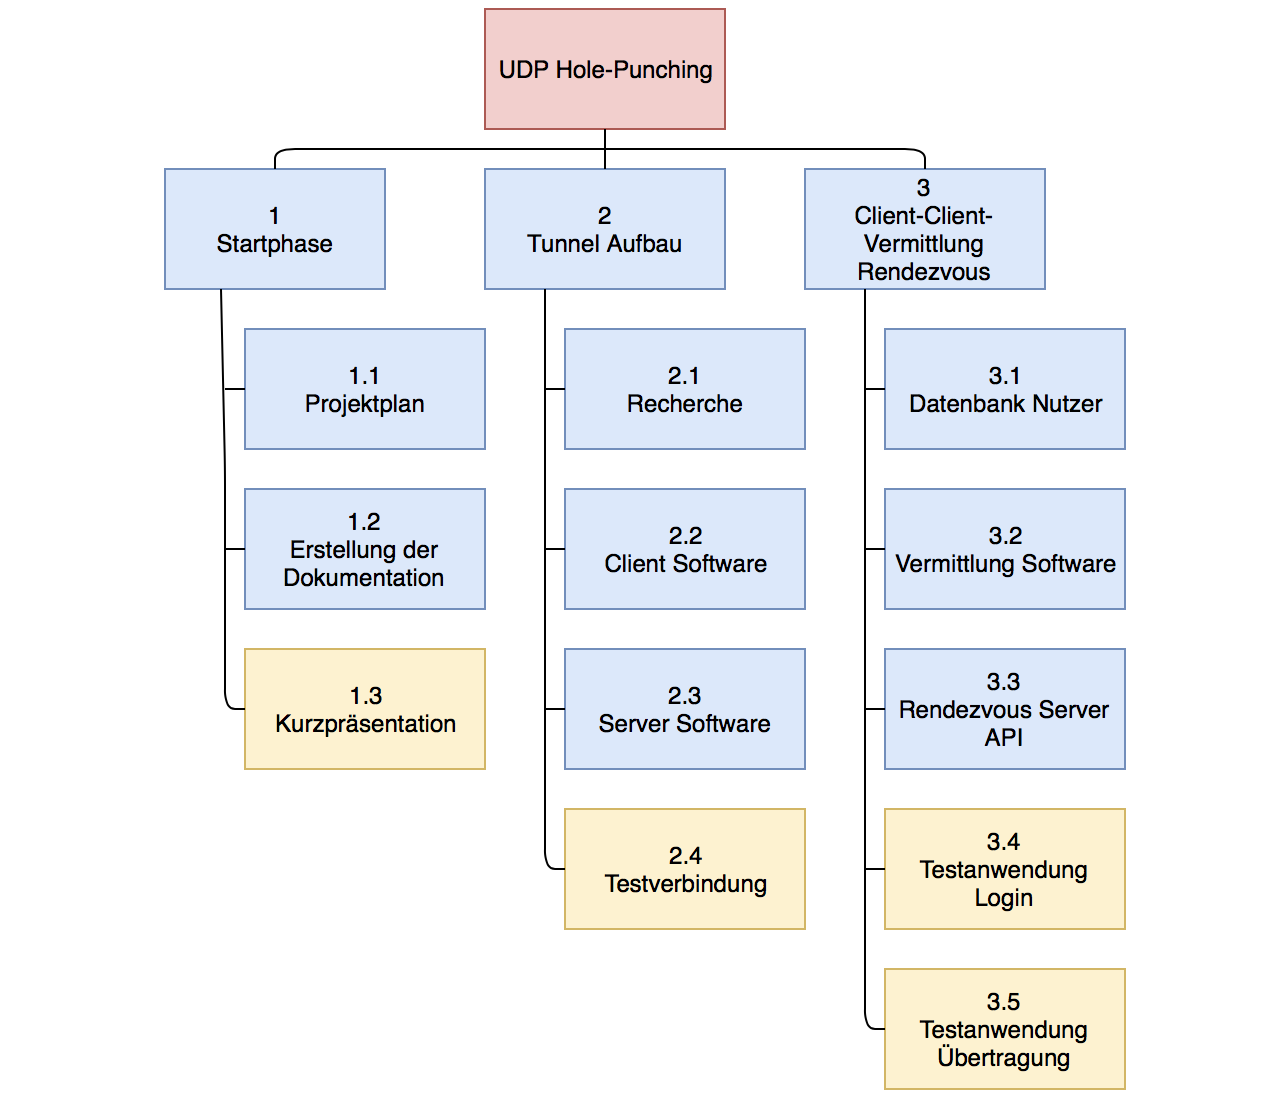 UDP Hole-Punching
1
Startphase
2
Tunnel Aufbau
3
Client-Client-
Vermittlung
Rendezvous
1.1
Projektplan
1.2
Erstellung der
Dokumentation
1.3
Kurzpräsentation
2.1
Recherche
2.2
Client Software
2.3
Server Software
2.4
Testverbindung
3.1
Datenbank Nutzer
3.2
Vermittlung Software
3.3
Rendezvous Server
API
3.4
Testanwendung
Login
3.5
Testanwendung
Übertragung